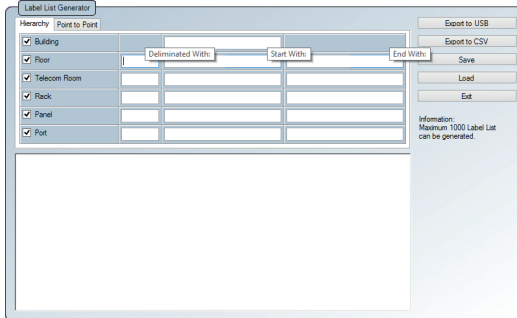 Label List Generator
Hierarchy Point to Point
Building
Deliminated With: Start With: End With:
Floor
Telecom Room
Rack
Panel
Port
Export to USB
Export to CSV
Save
Load
Exit
Information:
Maximum 1000 Label List
can be generated.